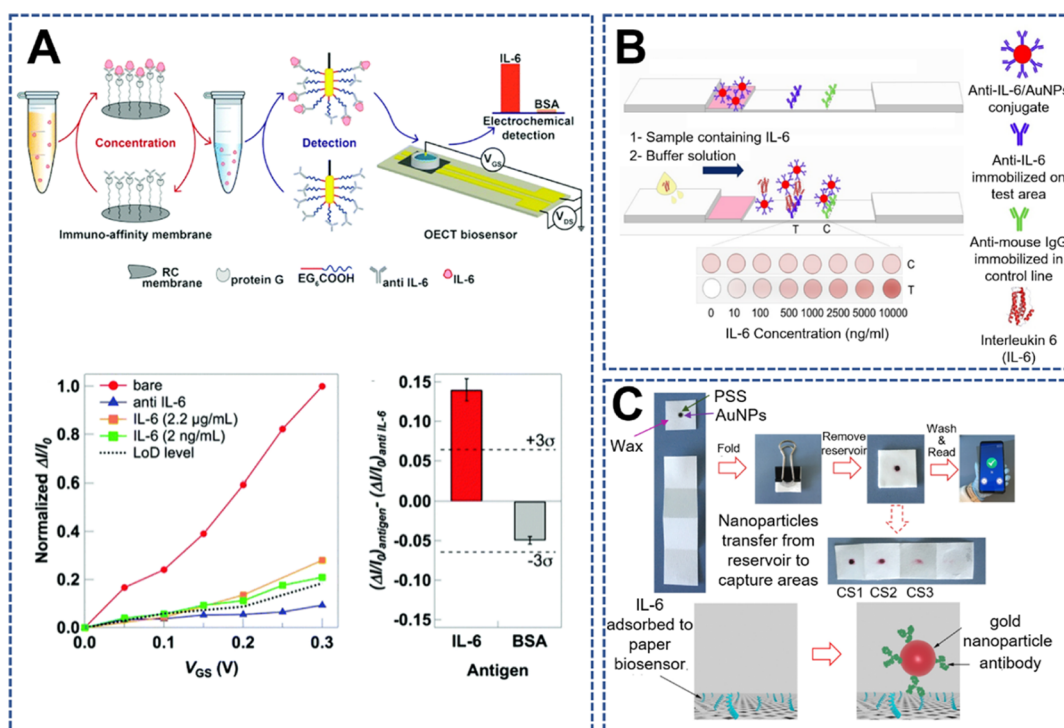 A
IL-6
BSA
Electrochemical
detection
Concentration
Detection
VGS
VDS
Immuno-affinity membrane
OECT biosensor
RC
membrane
protein G
EG6COOH
anti IL-6
IL-6
Normalized ΔI/I0
1.0
0.8
0.6
0.4
0.2
0.0
bare
anti IL-6
IL-6 (2.2 μg/mL)
IL-6 (2 ng/mL)
LoD level
0.0
0.1
0.2
0.3
VGS (V)
(ΔI/I0)antigen- (ΔI/I0)anti IL-6
0.15
0.10
0.05
0.00
-0.05
-0.10
-0.15
+3σ
-3σ
IL-6
BSA
Antigen
B
1- Sample containing IL-6
2- Buffer solution
T
C
C
T
0 10 100 500 1000 2500 5000 10000
IL-6 Concentration (ng/ml)
Anti-IL-6/AuNPs
conjugate
Anti-IL-6
immobilized on
test area
Anti-mouse IgG
immobilized in
control line
Interleukin 6
(IL-6)
C
PSS
AuNPs
Wax
Fold
Remove
reservoir
Wash
&
Read
Nanoparticles
transfer from
reservoir to
capture areas
CS1 CS2 CS3
IL-6
adsorbed to
paper
biosensor
gold
nanoparticle
antibody